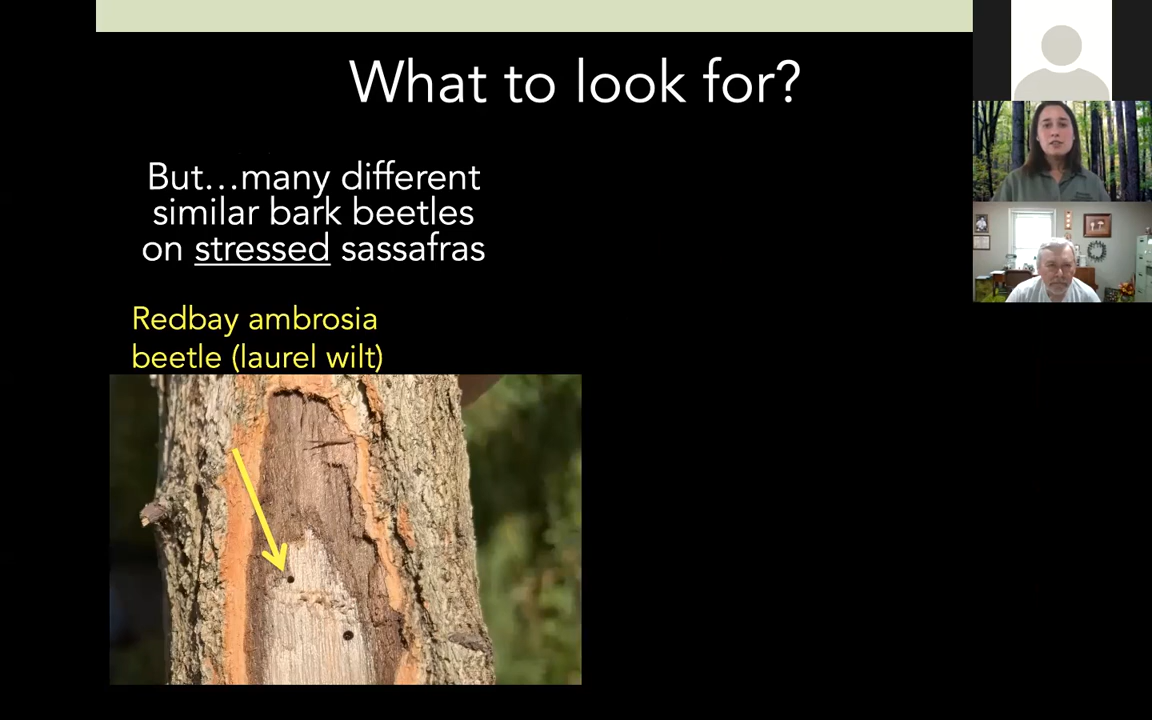 What to look for?
But...many different
similar bark beetles
on stressed sassafras
Redbay ambrosia
beetle (laurel wilt)